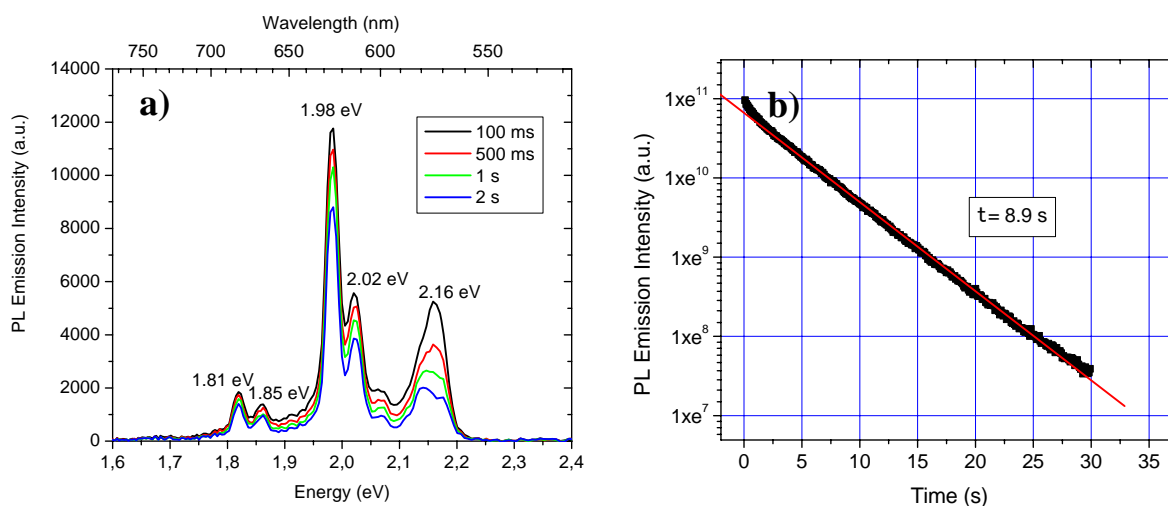 Wavelength (nm)
750 700 650 600 550
14000
12000
10000
8000
6000
4000
2000
0
PL Emission Intensity (a.u.)
a)
1.98 eV
100 ms
500 ms
1 s
2 s
2.02 eV
2.16 eV
1.81 eV
1.85 eV
1,6 1,7 1,8 1,9 2,0 2,1 2,2 2,3 2,4
Energy (eV)
PL Emission Intensity (a.u.)
1xe¹¹
1xe¹⁰
1xe⁹
1xe⁸
1xe⁷
b)
t= 8.9 s
0 5 10 15 20 25 30 35
Time (s)